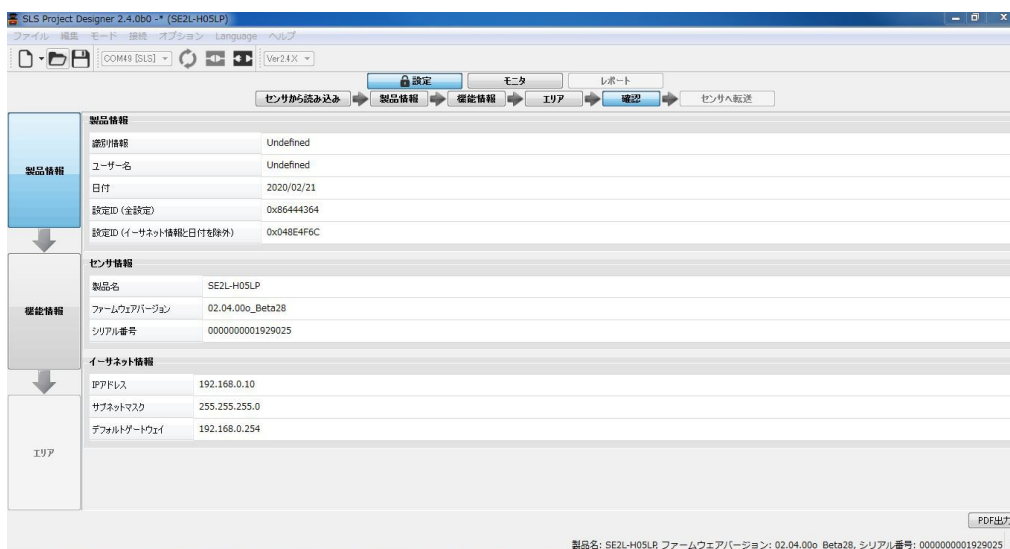 SLS Project Designer 2.4.0b0 -* (SE2L-H05LP)
ファイル 編集 モード 接続 オプション Language ヘルプ
COM49 [SLS] Ver2.4.X
設定 モニタ レポート
センサから読み込み 製品情報 機能情報 エリア 確認 センサへ転送
製品情報
機能情報
エリア
製品情報
識別情報 Undefined
ユーザー名 Undefined
日付 2020/02/21
設定ID (全設定) 0x86444364
設定ID (イーサネット情報と日付を除外) 0x048E4F6C
センサ情報
製品名 SE2L-H05LP
ファームウェアバージョン 02.04.00o_Beta28
シリアル番号 0000000001929025
イーサネット情報
IPアドレス 192.168.0.10
サブネットマスク 255.255.255.0
デフォルトゲートウェイ 192.168.0.254
PDF出力
製品名: SE2L-H05LP, ファームウェアバージョン: 02.04.00o_Beta28, シリアル番号: 0000000001929025